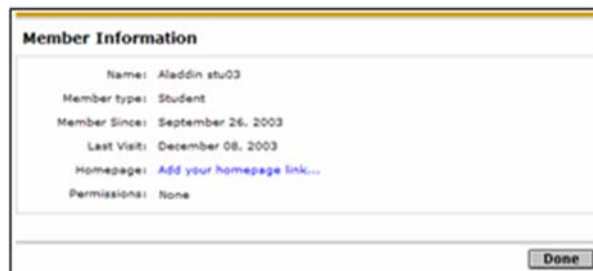 Member Information
Name: Aladdin stu03
Member type: Student
Member Since: September 26, 2003
Last Visit: December 08, 2003
Homepage: Add your homepage link...
Permissions: None
Done